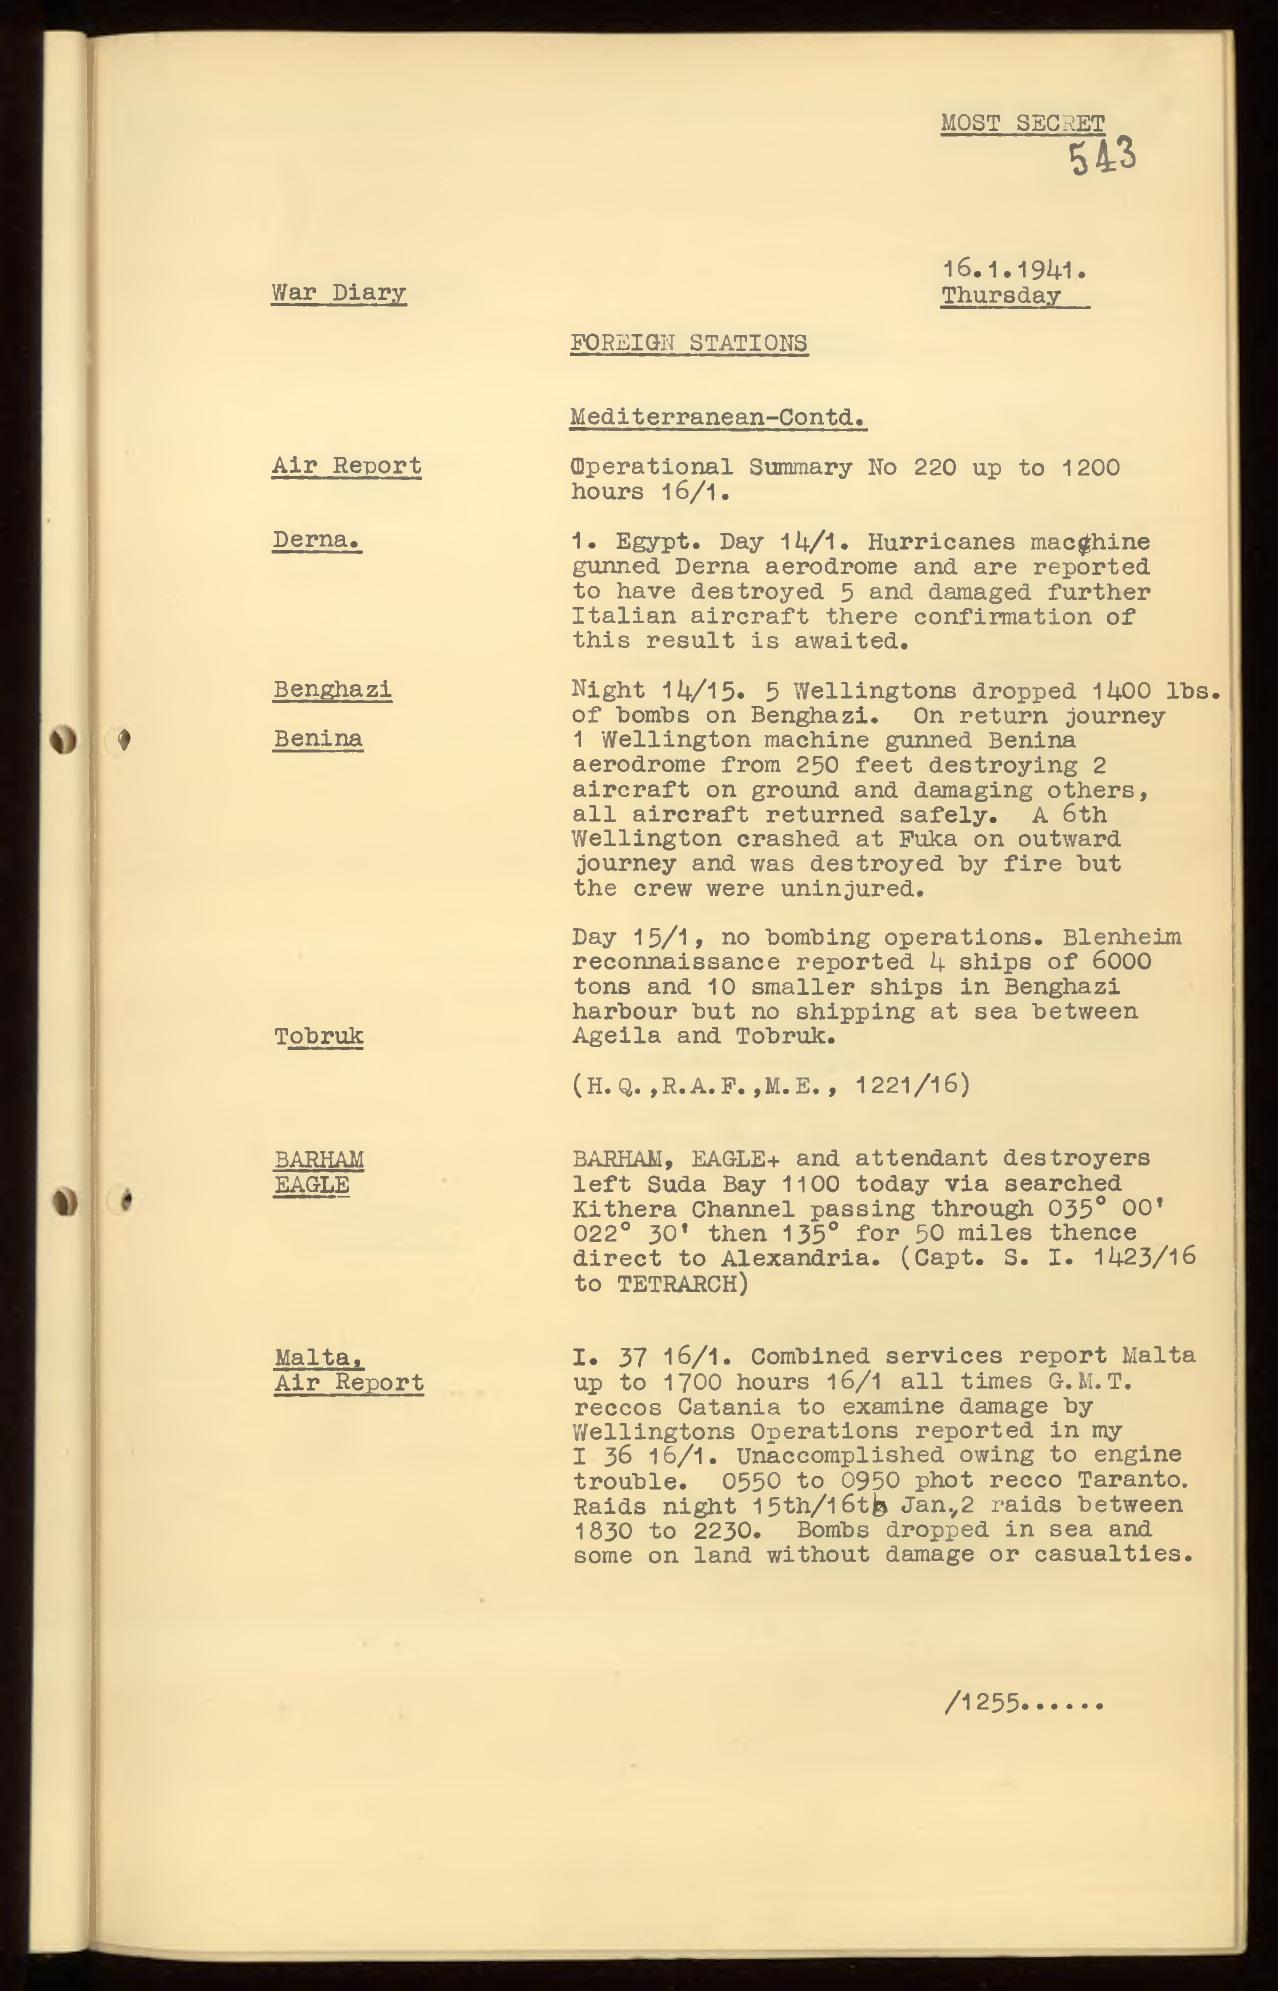 MOST SECRET
543
16.1.1941.
War Diary
Thursday
FOREIGN STATIONS
Mediterranean-Contd.
Air Report
Operational Summary No 220 up to 1200
hours 16/1.
Derna.
1. Egypt. Day 14/1. Hurricanes machine
gunned Derna aerodrome and are reported
to have destroyed 5 and damaged further
Italian aircraft there confirmation of
this result is awaited.
Benghazi
Night 14/15. 5 Wellingtons dropped 1400 lbs.
of bombs on Benghazi. On return journey
Benina
1 Wellington machine gunned Benina
aerodrome from 250 feet destroying 2
aircraft on ground and damaging others,
all aircraft returned safely. A 6th
Wellington crashed at Fuka on outward
journey and was destroyed by fire but
the crew were uninjured.
Day 15/1, no bombing operations. Blenheim
reconnaissance reported 4 ships of 6000
tons and 10 smaller ships in Benghazi
harbour but no shipping at sea between
Tobruk
Ageila and Tobruk.
(H.Q.,R.A.F.,M.E., 1221/16)
BARHAM
EAGLE
BARHAM, EAGLE+ and attendant destroyers
left Suda Bay 1100 today via searched
Kithera Channel passing through 035° 00'
022° 30' then 135° for 50 miles thence
direct to Alexandria. (Capt. S. I. 1423/16
to TETRARCH)
Malta,
Air Report
I. 37 16/1. Combined services report Malta
up to 1700 hours 16/1 all times G.M.T.
reccos Catania to examine damage by
Wellingtons Operations reported in my
I 36 16/1. Unaccomplished owing to engine
trouble. 0550 to 0950 phot recco Taranto.
Raids night 15th/16th Jan.,2 raids between
1830 to 2230. Bombs dropped in sea and
some on land without damage or casualties.
/1255......